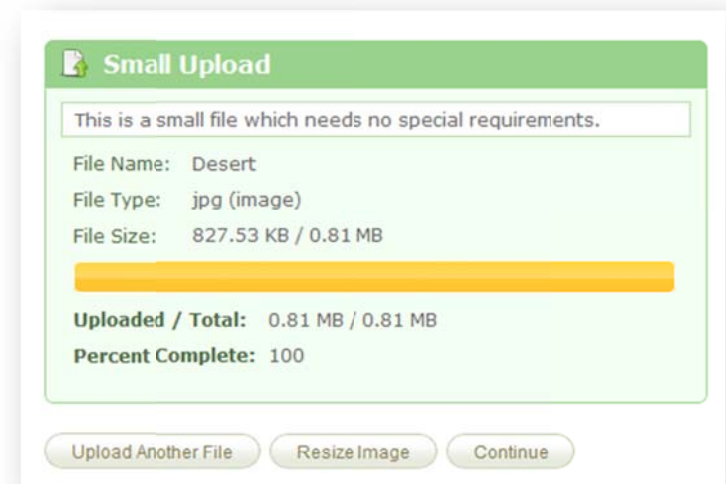 Small Upload
This is a small file which needs no special requirements.
File Name: Desert
File Type: jpg (image)
File Size: 827.53 KB / 0.81 MB
Uploaded / Total: 0.81 MB / 0.81 MB
Percent Complete: 100
Upload Another File Resize Image Continue